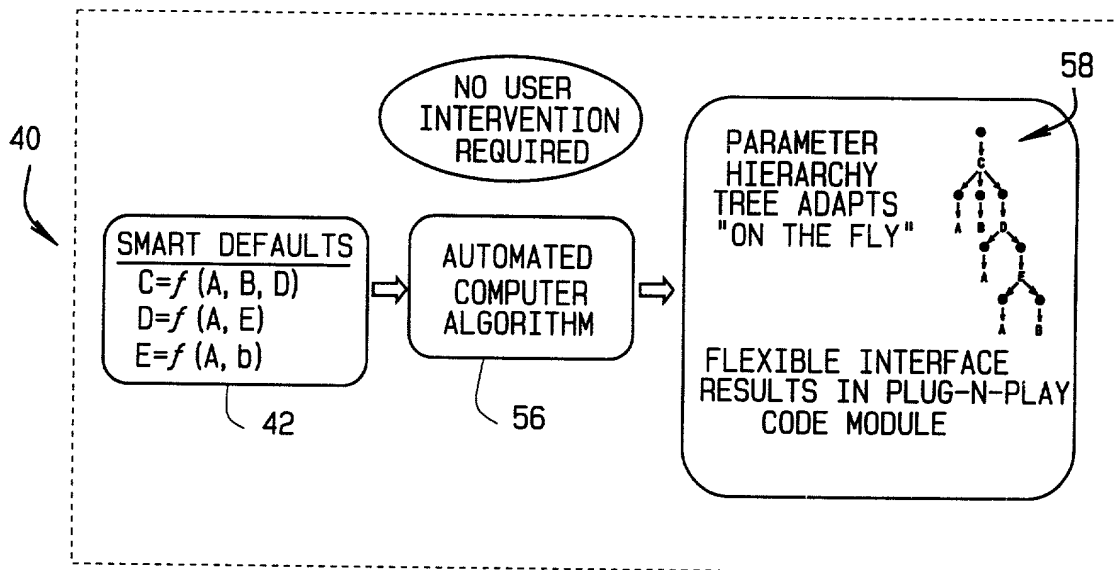 NO USER
INTERVENTION
REQUIRED
58
40
PARAMETER
HIERARCHY
TREE ADAPTS
"ON THE FLY"
C
A B D
A E
A B
SMART DEFAULTS
C=f (A, B, D)
D=f (A, E)
E=f (A, b)
AUTOMATED
COMPUTER
ALGORITHM
FLEXIBLE INTERFACE
RESULTS IN PLUG-N-PLAY
CODE MODULE
42
56